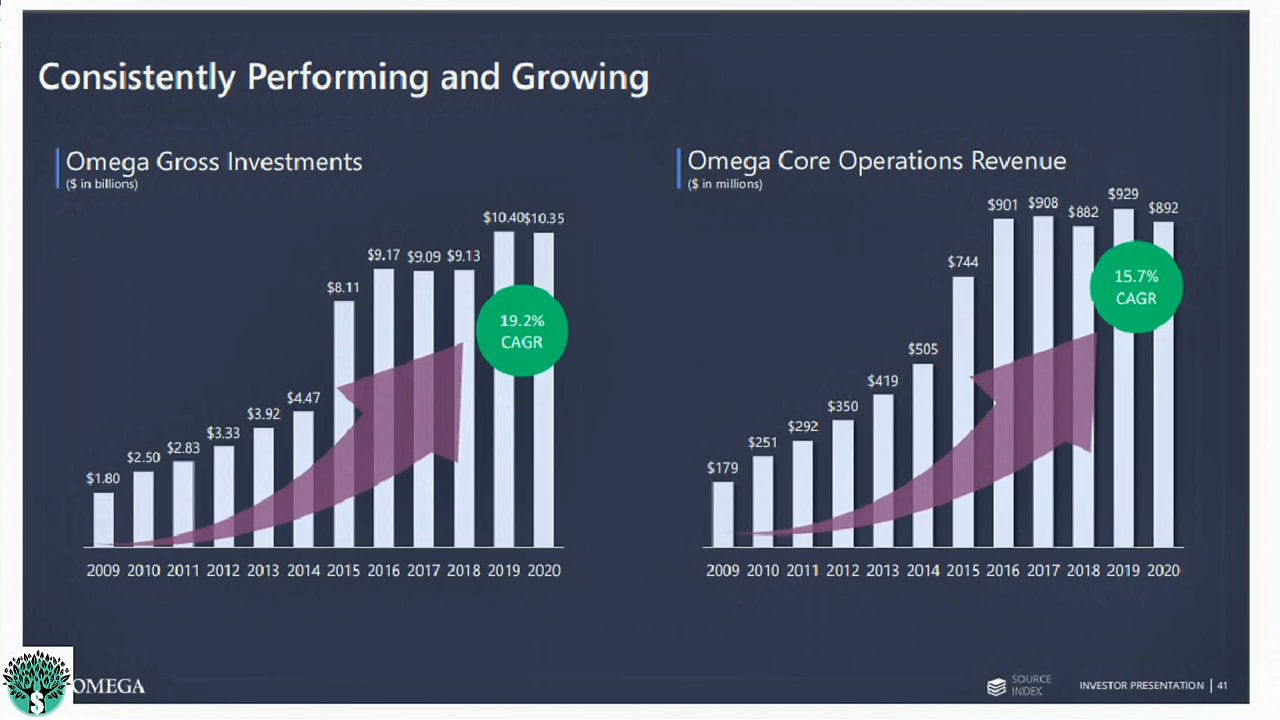 Consistently Performing and Growing
Omega Gross Investments
($ in billions)
$1.80
$2.50
$2.83
$3.33
$3.92
$4.47
$8.11
$9.17
$9.09
$9.13
$10.40
$10.35
19.2%
CAGR
2009 2010 2011 2012 2013 2014 2015 2016 2017 2018 2019 2020
Omega Core Operations Revenue
($ in millions)
$179
$251
$292
$350
$419
$505
$744
$901
$908
$882
$929
$892
15.7%
CAGR
2009 2010 2011 2012 2013 2014 2015 2016 2017 2018 2019 2020
$
OMEGA
SOURCE
INDEX
INVESTOR PRESENTATION | 41